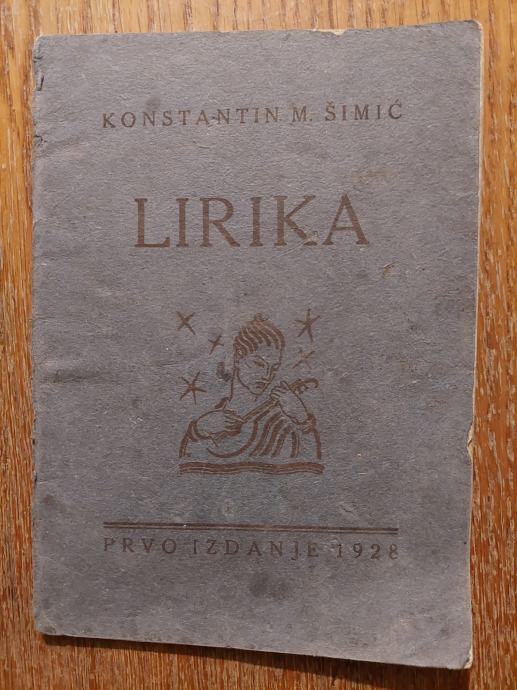 KONSTANTIN M. ŠIMIĆ
LIRIKA
PRVO IZDANJE 1928